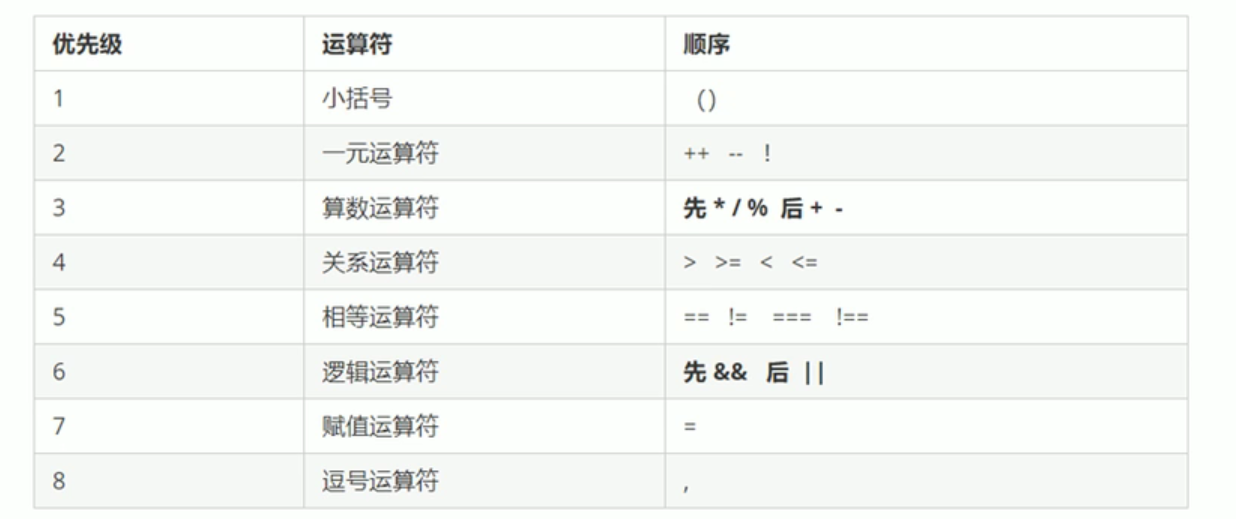 优先级 运算符 顺序
1 小括号 ()
2 一元运算符 ++ -- !
3 算数运算符 先 * / % 后 + -
4 关系运算符 > >= < <=
5 相等运算符 == != === !==
6 逻辑运算符 先 && 后 ||
7 赋值运算符 =
8 逗号运算符 ,